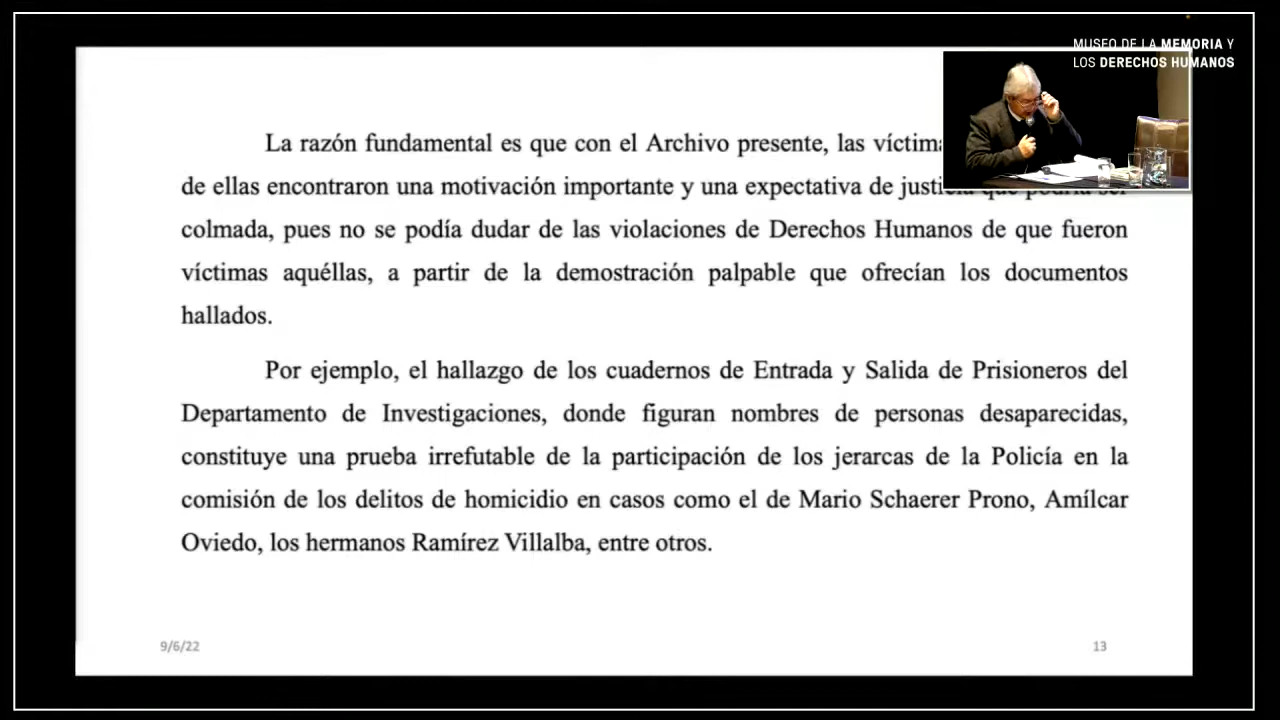 MUSEO DE LA MEMORIA Y
LOS DERECHOS HUMANOS
La razón fundamental es que con el Archivo presente, las
de ellas encontraron una motivación importante y una expectativa de
colmada, pues no se podía dudar de las violaciones de Derechos Humanos de que fueron
víctimas aquéllas, a partir de la demostración palpable que ofrecían los documentos
hallados.
Por ejemplo, el hallazgo de los cuadernos de Entrada y Salida de Prisioneros del
Departamento de Investigaciones, donde figuran nombres de personas desaparecidas,
constituye una prueba irrefutable de la participación de los jerarcas de la Policía en la
comisión de los delitos de homicidio en casos como el de Mario Schaerer Prono, Amílcar
Oviedo, los hermanos Ramírez Villalba, entre otros.
9/6/22
13